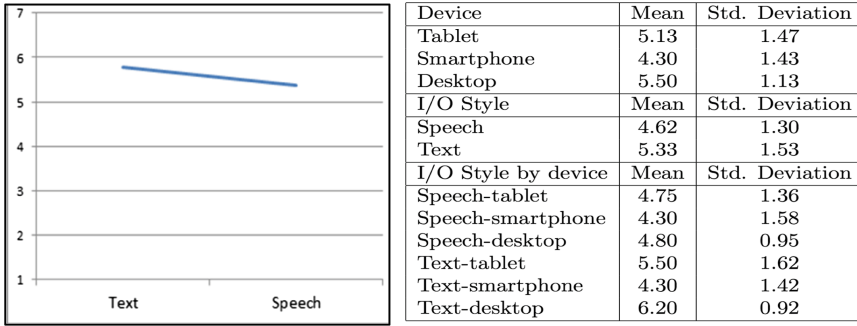 7
6
5
4
3
2
1
Text Speech
Device Mean Std. Deviation
Tablet 5.13 1.47
Smartphone 4.30 1.43
Desktop 5.50 1.13
I/O Style Mean Std. Deviation
Speech 4.62 1.30
Text 5.33 1.53
I/O Style by device Mean Std. Deviation
Speech-tablet 4.75 1.36
Speech-smartphone 4.30 1.58
Speech-desktop 4.80 0.95
Text-tablet 5.50 1.62
Text-smartphone 4.30 1.42
Text-desktop 6.20 0.92